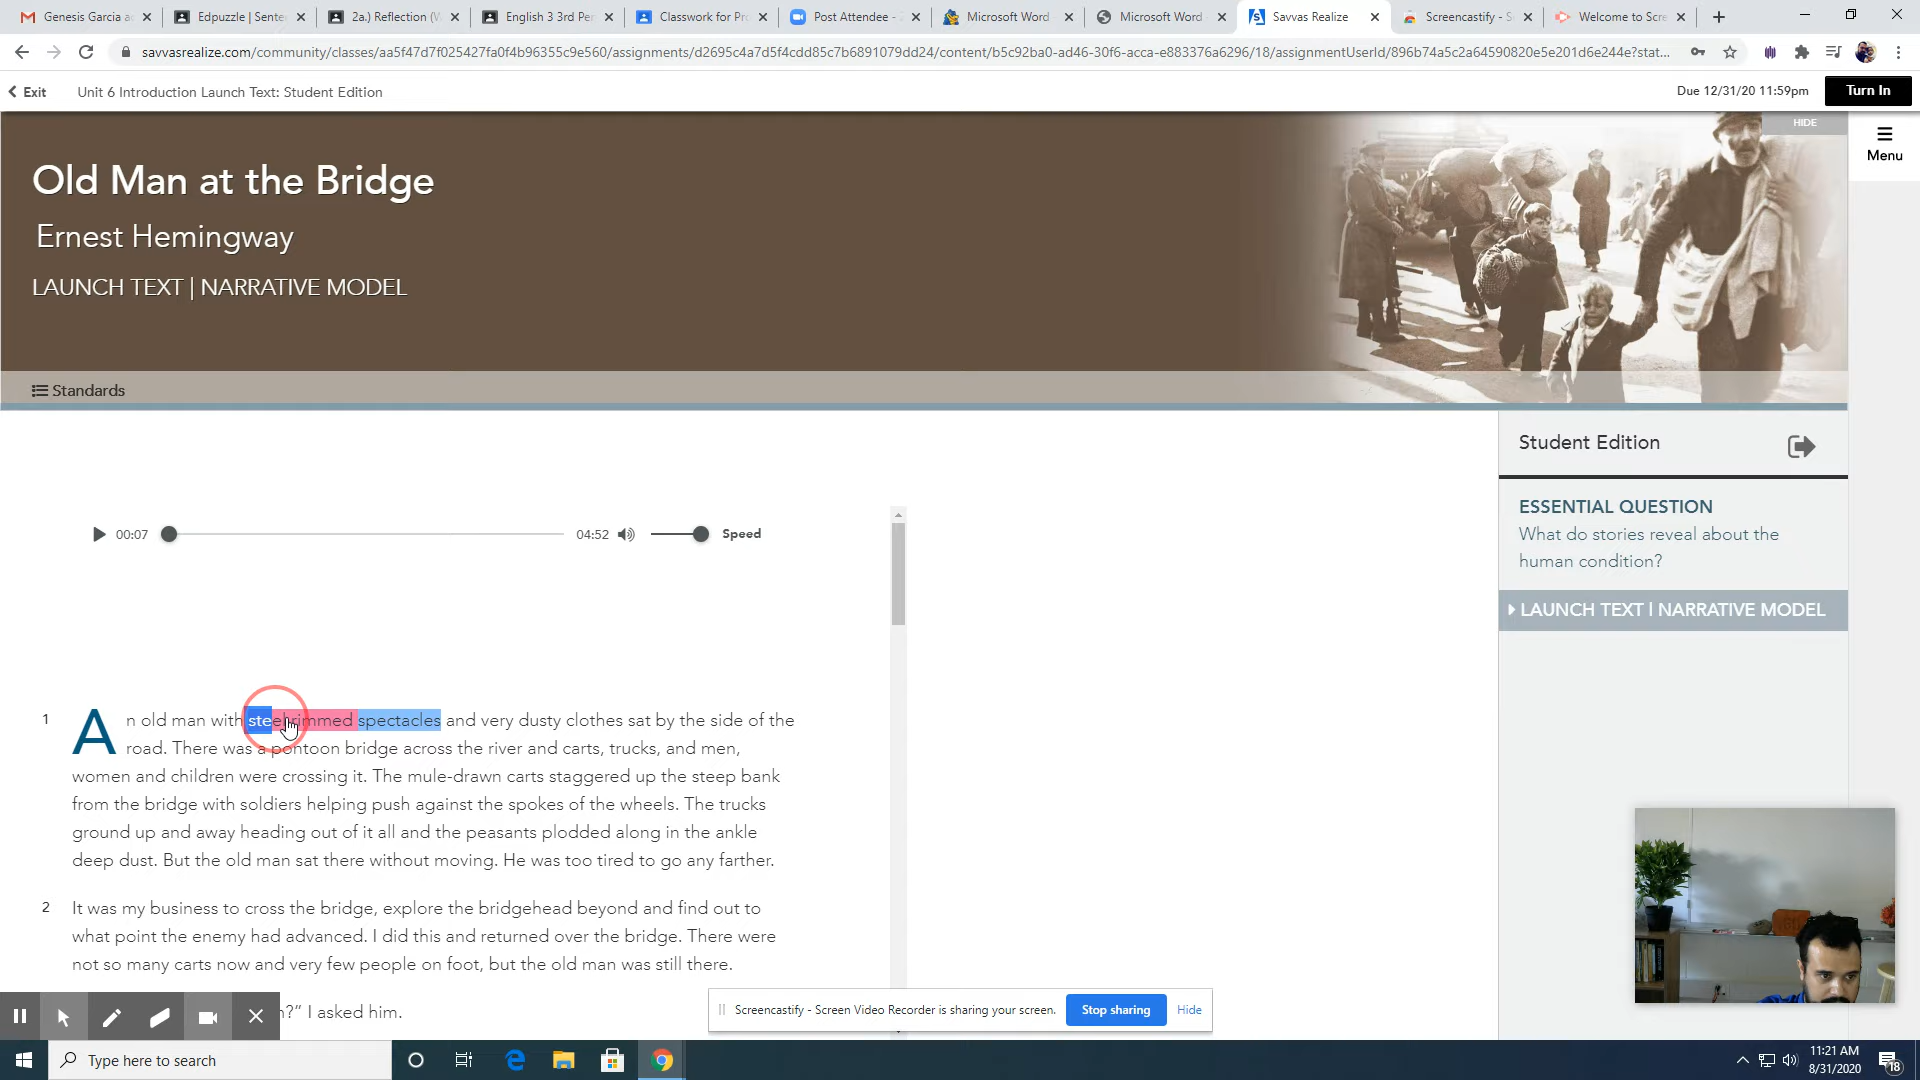 Genesis Garcia ac
Edpuzzle | Sente
2a.) Reflection (W
English 3 3rd Per
Classwork for Pr
Post Attendee -
Microsoft Word
Microsoft Word
Savvas Realize
Screencastify - S
Welcome to Scre
savvasrealize.com/community/classes/aa5f47d7f025427fa0f4b96355c9e560/assignments/d2695c4a7d5f4cdd85c7b6891079dd24/content/b5c92ba0-ad46-30f6-acca-e883376a6296/18/assignmentUserId/896b74a5c2a64590820e5e201d6e244e?stat...
Exit
Unit 6 Introduction Launch Text: Student Edition
Due 12/31/20 11:59pm
Turn In
HIDE
Menu
Old Man at the Bridge
Ernest Hemingway
LAUNCH TEXT | NARRATIVE MODEL
Standards
Student Edition
ESSENTIAL QUESTION
What do stories reveal about the
human condition?
LAUNCH TEXT | NARRATIVE MODEL
00:07
04:52
Speed
1
An old man with steel rimmed spectacles and very dusty clothes sat by the side of the
road. There was a pontoon bridge across the river and carts, trucks, and men,
women and children were crossing it. The mule-drawn carts staggered up the steep bank
from the bridge with soldiers helping push against the spokes of the wheels. The trucks
ground up and away heading out of it all and the peasants plodded along in the ankle
deep dust. But the old man sat there without moving. He was too tired to go any farther.
2
It was my business to cross the bridge, explore the bridgehead beyond and find out to
what point the enemy had advanced. I did this and returned over the bridge. There were
not so many carts now and very few people on foot, but the old man was still there.
?” I asked him.
Screencastify - Screen Video Recorder is sharing your screen.
Stop sharing
Hide
Type here to search
11:21 AM
8/31/2020
18